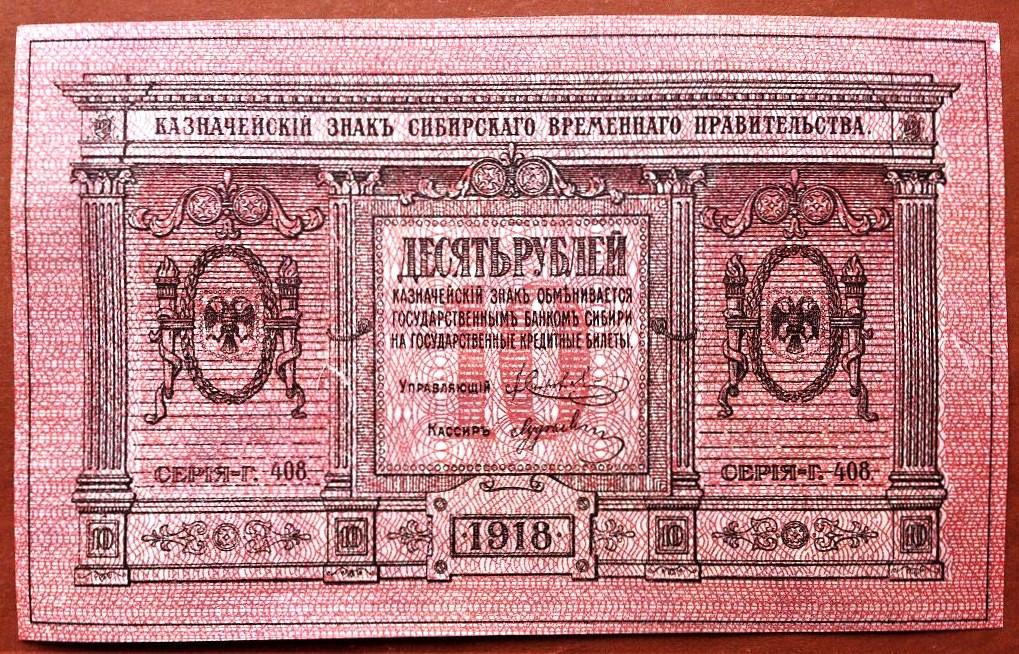 КАЗНАЧЕЙСКІЙ ЗНАКЪ СИБИРСКАГО ВРЕМЕННАГО ПРАВИТЕЛЬСТВА.
ДЕСЯТЬ РУБЛЕЙ
КАЗНАЧЕЙСКІЙ ЗНАКЪ ОБМѢНИВАЕТСЯ
ГОСУДАРСТВЕННЫМЪ БАНКОМЪ СИБИРИ
НА ГОСУДАРСТВЕННЫЕ КРЕДИТНЫЕ БИЛЕТЫ.
10
УПРАВЛЯЮЩІЙ
КАССИРЪ
СЕРІЯ-Г. 408.
СЕРІЯ-Г. 408.
10
10
·1918·
10
10